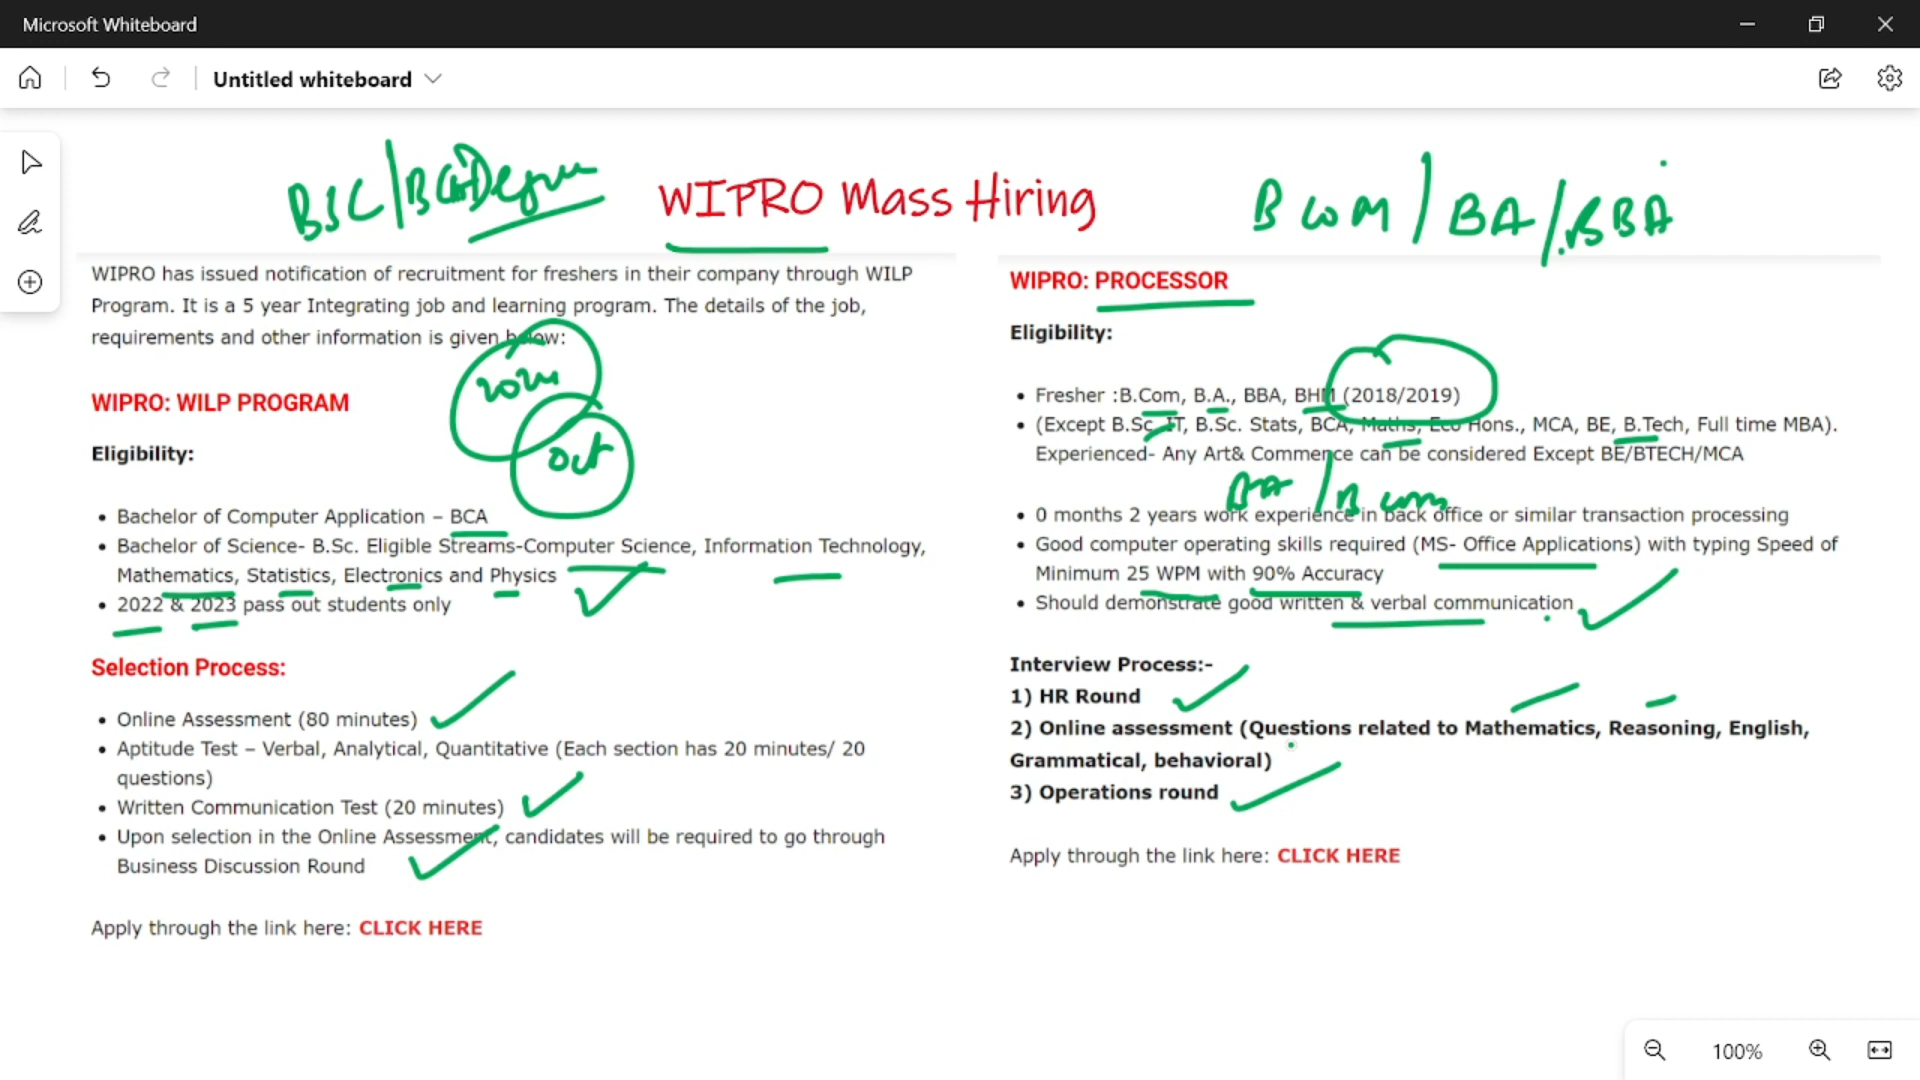 Microsoft Whiteboard
Untitled whiteboard
BSC/BCA Degree
WIPRO Mass Hiring
B COM / BA / BBA
WIPRO has issued notification of recruitment for freshers in their company through WILP
Program. It is a 5 year Integrating job and learning program. The details of the job,
requirements and other information is given below:
2024
out
WIPRO: WILP PROGRAM
Eligibility:
• Bachelor of Computer Application – BCA
• Bachelor of Science- B.Sc. Eligible Streams-Computer Science, Information Technology,
Mathematics, Statistics, Electronics and Physics
• 2022 & 2023 pass out students only
Selection Process:
• Online Assessment (80 minutes)
• Aptitude Test – Verbal, Analytical, Quantitative (Each section has 20 minutes/ 20
questions)
• Written Communication Test (20 minutes)
• Upon selection in the Online Assessment, candidates will be required to go through
Business Discussion Round
Apply through the link here: CLICK HERE
WIPRO: PROCESSOR
Eligibility:
• Fresher :B.Com, B.A., BBA, BHM (2018/2019)
• (Except B.Sc. IT, B.Sc. Stats, BCA, Maths, Eco Hons., MCA, BE, B.Tech, Full time MBA).
Experienced- Any Art& Commence can be considered Except BE/BTECH/MCA
BA / B com
• 0 months 2 years work experience in back office or similar transaction processing
• Good computer operating skills required (MS- Office Applications) with typing Speed of
Minimum 25 WPM with 90% Accuracy
• Should demonstrate good written & verbal communication
Interview Process:-
1) HR Round
2) Online assessment (Questions related to Mathematics, Reasoning, English,
Grammatical, behavioral)
3) Operations round
Apply through the link here: CLICK HERE
100%